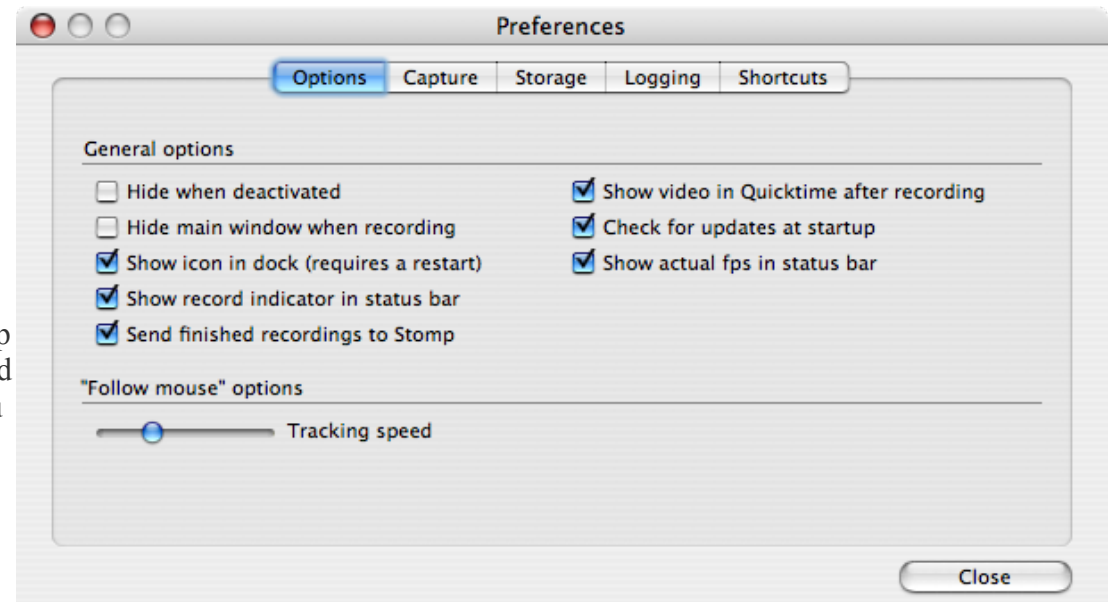 Preferences
Options Capture Storage Logging Shortcuts
General options
Hide when deactivated
Hide main window when recording
Show icon in dock (requires a restart)
Show record indicator in status bar
Send finished recordings to Stomp
Show video in Quicktime after recording
Check for updates at startup
Show actual fps in status bar
"Follow mouse" options
Tracking speed
Close